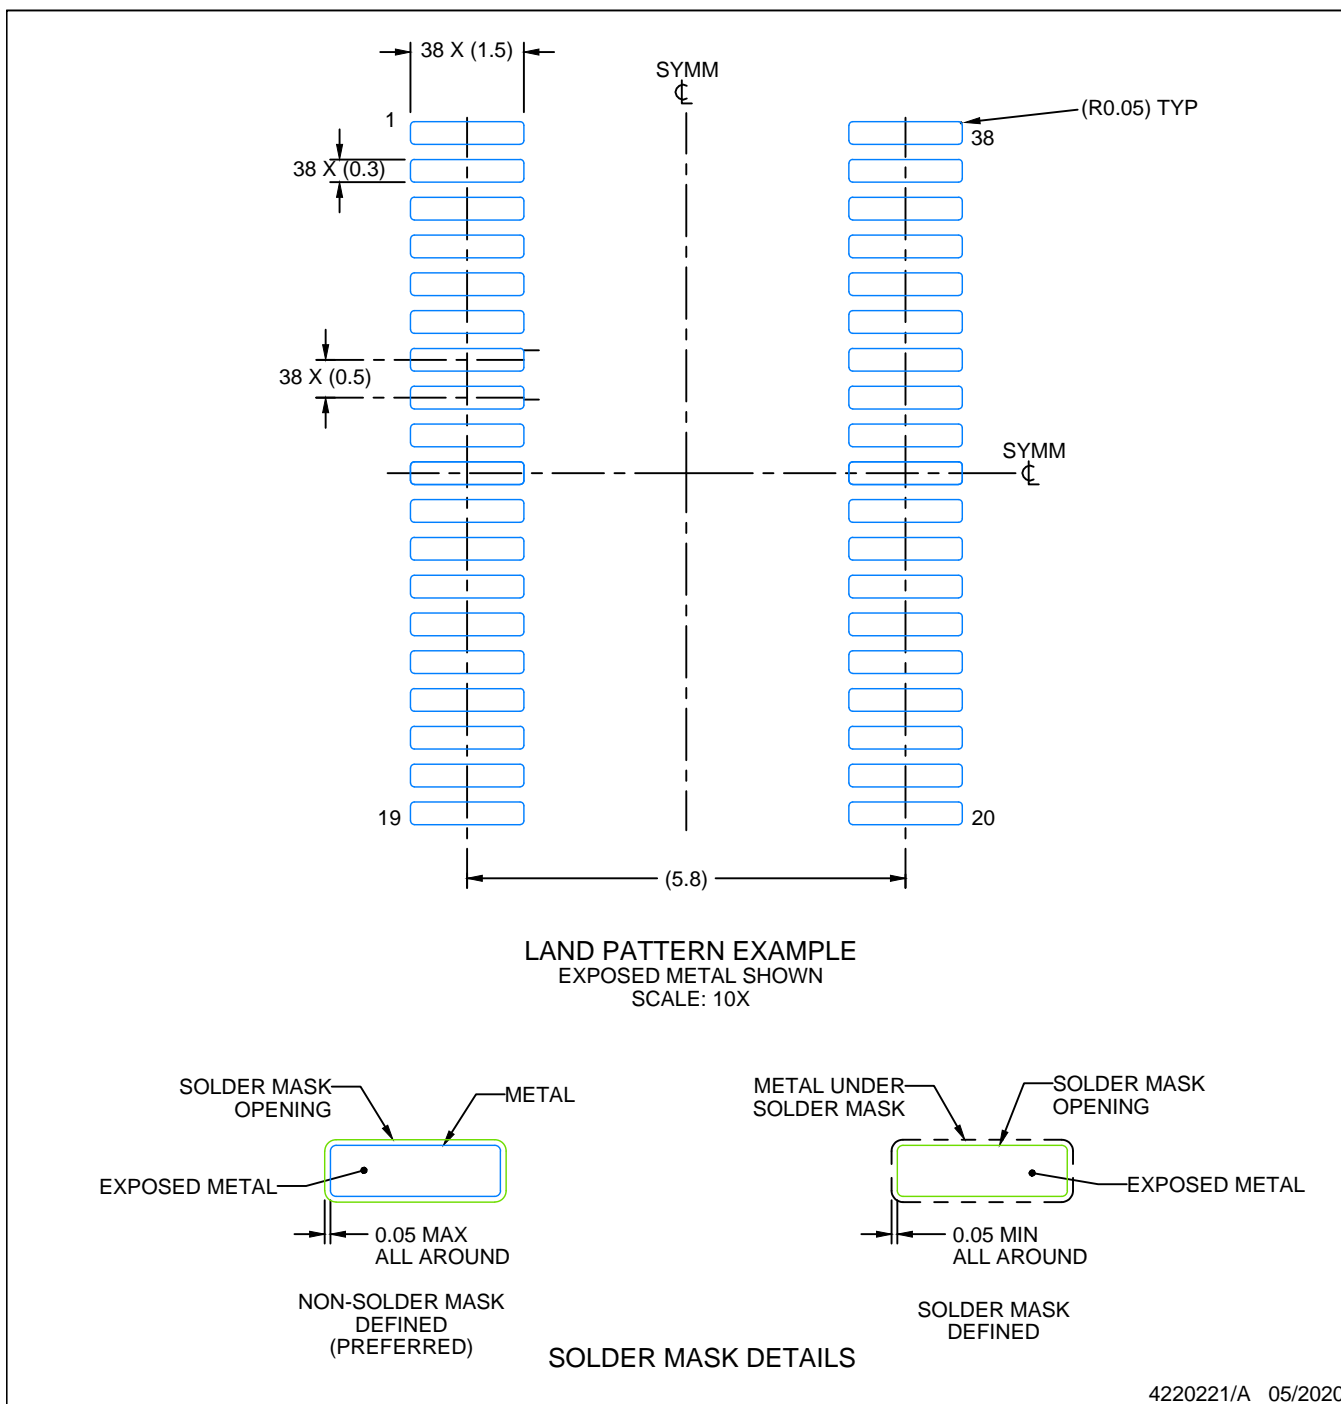 38 X (1.5)
SYMM
℄
(R0.05) TYP
1
38
38 X (0.3)
38 X (0.5)
SYMM
℄
19
20
(5.8)
LAND PATTERN EXAMPLE
EXPOSED METAL SHOWN
SCALE: 10X
SOLDER MASK
OPENING
METAL
EXPOSED METAL
0.05 MAX
ALL AROUND
NON-SOLDER MASK
DEFINED
(PREFERRED)
METAL UNDER
SOLDER MASK
SOLDER MASK
OPENING
EXPOSED METAL
0.05 MIN
ALL AROUND
SOLDER MASK
DEFINED
SOLDER MASK DETAILS
4220221/A 05/2020